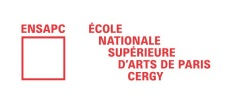 ENSAPC ÉCOLE
NATIONALE
SUPÉRIEURE
D'ARTS DE PARIS
CERGY